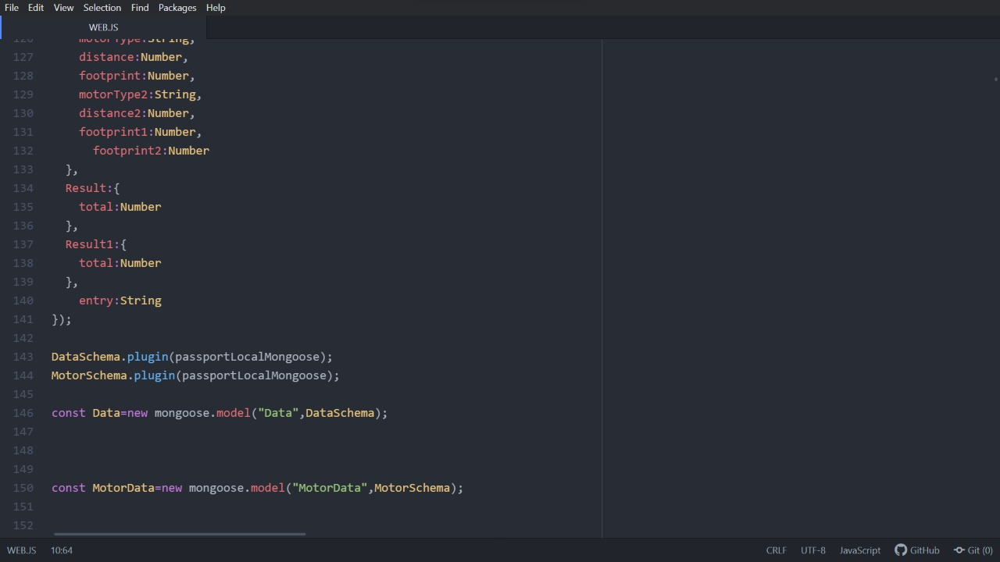 File Edit View Selection Find Packages Help
WEB.JS
126 motorType:String,
127 distance:Number,
128 footprint:Number,
129 motorType2:String,
130 distance2:Number,
131 footprint1:Number,
132 footprint2:Number
133 },
134 Result:{
135 total:Number
136 },
137 Result1:{
138 total:Number
139 },
140 entry:String
141 });
142
143 DataSchema.plugin(passportLocalMongoose);
144 MotorSchema.plugin(passportLocalMongoose);
145
146 const Data=new mongoose.model("Data",DataSchema);
147
148
149
150 const MotorData=new mongoose.model("MotorData",MotorSchema);
151
152
WEB.JS 10:64 CRLF UTF-8 JavaScript GitHub Git (0)